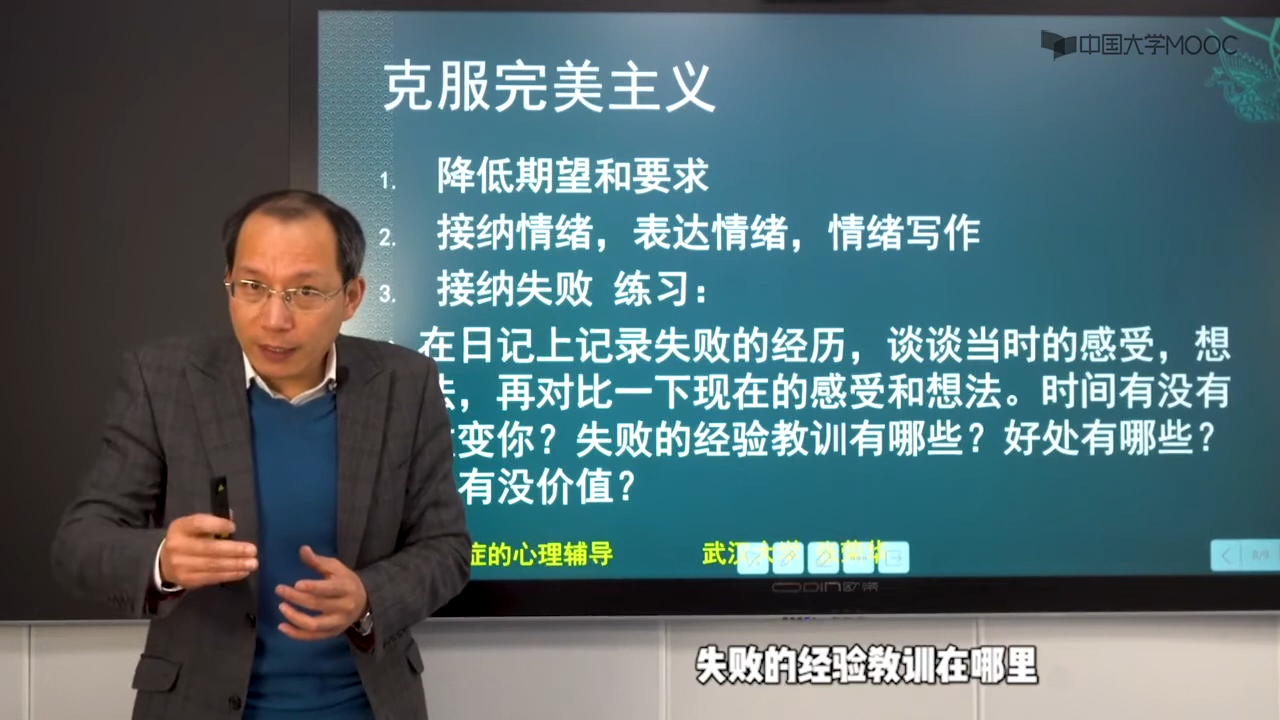 中国大学MOOC
克服完美主义
1. 降低期望和要求
2. 接纳情绪，表达情绪，情绪写作
3. 接纳失败 练习：
在日记上记录失败的经历，谈谈当时的感受，想
法，再对比一下现在的感受和想法。时间有没有
变你？失败的经验教训有哪些？好处有哪些？
有没价值？
症的心理辅导 武汉大学
8/9
失败的经验教训在哪里